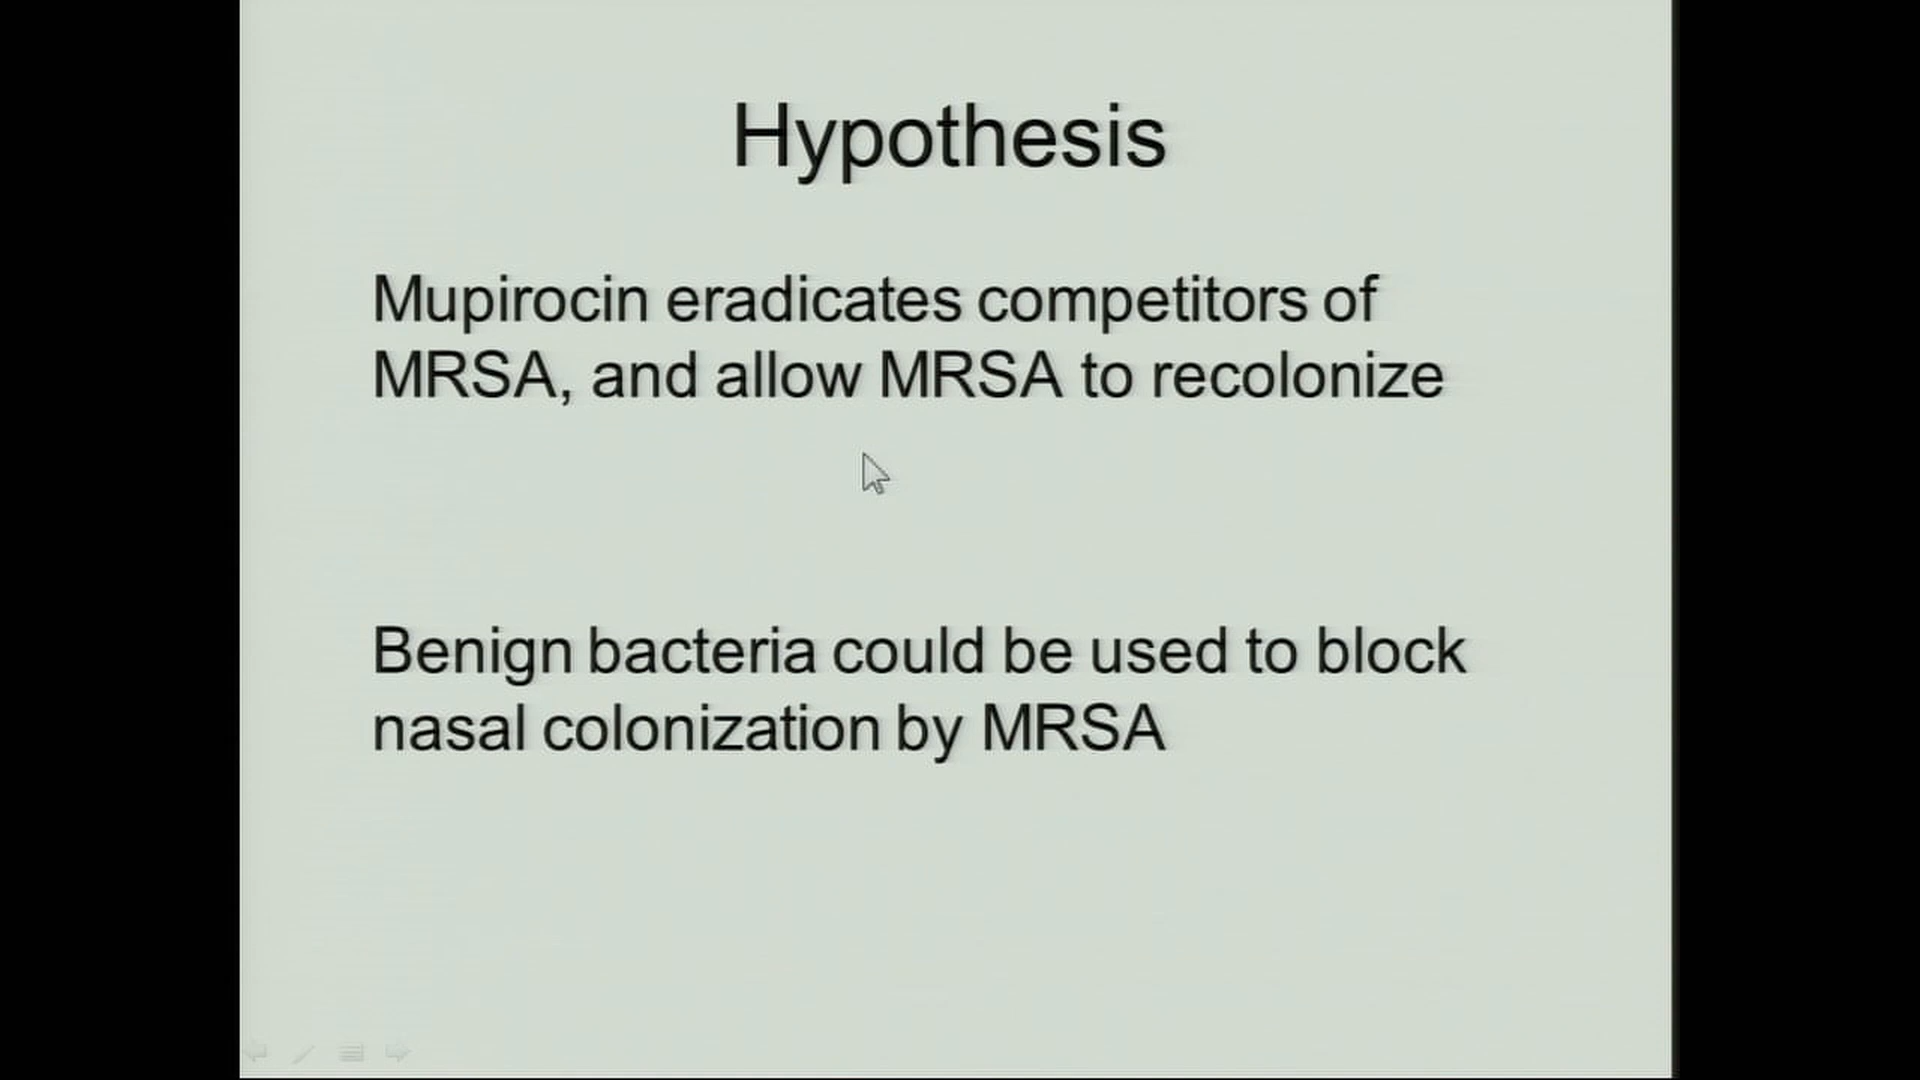 Hypothesis
Mupirocin eradicates competitors of
MRSA, and allow MRSA to recolonize
Benign bacteria could be used to block
nasal colonization by MRSA